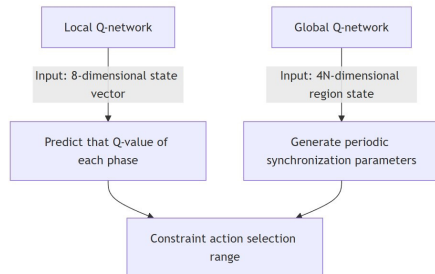 Local Q-network
Global Q-network
Input: 8-dimensional state
vector
Input: 4N-dimensional
region state
Predict that Q-value of
each phase
Generate periodic
synchronization parameters
Constraint action selection
range